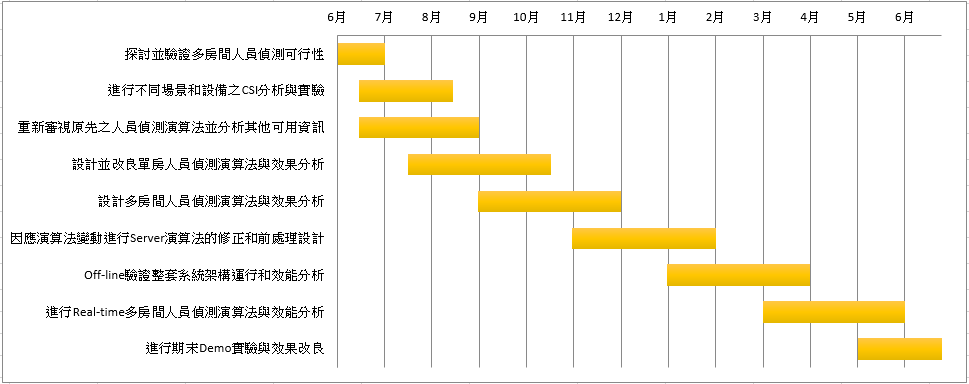 6月 7月 8月 9月 10月 11月 12月 1月 2月 3月 4月 5月 6月
探討並驗證多房間人員偵測可行性
進行不同場景和設備之CSI分析與實驗
重新審視原先之人員偵測演算法並分析其他可用資訊
設計並改良單房人員偵測演算法與效果分析
設計多房間人員偵測演算法與效果分析
因應演算法變動進行Server演算法的修正和前處理設計
Off-line驗證整套系統架構運行和效能分析
進行Real-time多房間人員偵測演算法與效能分析
進行期末Demo實驗與效果改良